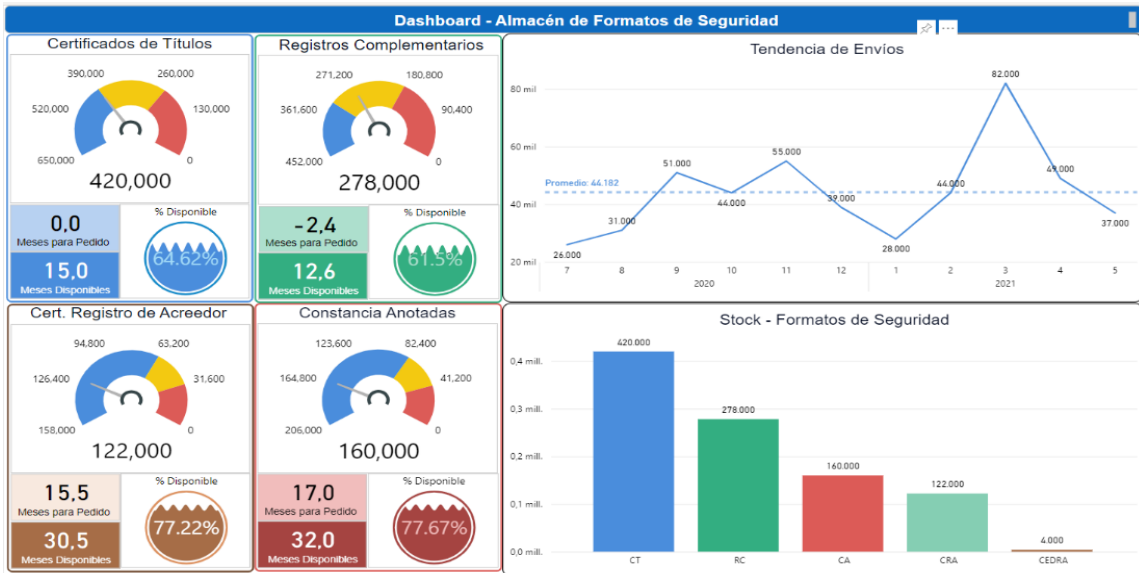 Dashboard - Almacén de Formatos de Seguridad
Certificados de Títulos
390,000
260,000
520,000
130,000
650,000
0
420,000
0,0
Meses para Pedido
15,0
Meses Disponibles
% Disponible
64.62%
Registros Complementarios
271,200
180,800
361,600
90,400
452,000
0
278,000
-2,4
Meses para Pedido
12,6
Meses Disponibles
% Disponible
61.5%
Tendencia de Envíos
80 mil
60 mil
40 mil
20 mil
Promedio: 44.182
26.000
31.000
51.000
44.000
55.000
39.000
28.000
44.000
82.000
49.000
37.000
7 8 9 10 11 12 1 2 3 4 5
2020 2021
Cert. Registro de Acreedor
94,800
63,200
126,400
31,600
158,000
0
122,000
15,5
Meses para Pedido
30,5
Meses Disponibles
% Disponible
77.22%
Constancia Anotadas
123,600
82,400
164,800
41,200
206,000
0
160,000
17,0
Meses para Pedido
32,0
Meses Disponibles
% Disponible
77.67%
Stock - Formatos de Seguridad
0,4 mill.
0,3 mill.
0,2 mill.
0,1 mill.
0,0 mill.
420.000
278.000
160.000
122.000
4.000
CT RC CA CRA CEDRA